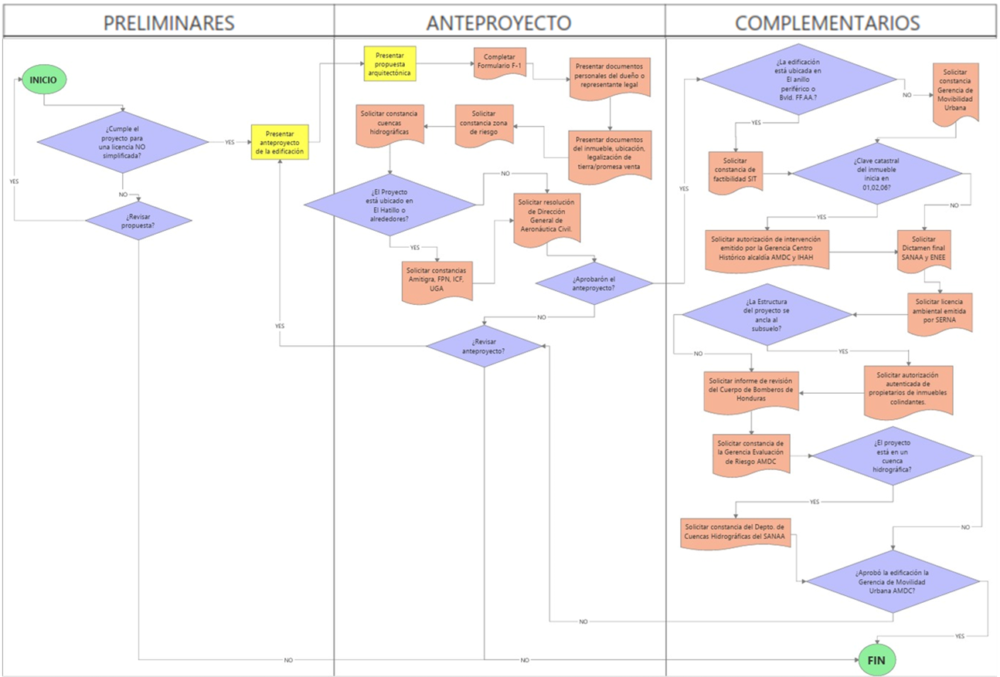 PRELIMINARES
ANTEPROYECTO
COMPLEMENTARIOS
INICIO
¿Cumple el
proyecto para
una licencia NO
simplificada?
YES
NO
¿Revisar
propuesta?
YES
Presentar
anteproyecto
de la edificación
YES
NO
Presentar
propuesta
arquitectónica
Completar
Formulario F-1
Presentar documentos
personales del dueño o
representante legal
Presentar documentos
del inmueble, ubicación,
legalización de
tierra/promesa venta
Solicitar
constancia zona
de riesgo
Solicitar constancia
cuencas
hidrográficas
¿El Proyecto
está ubicado en
El Hatillo o
alrededores?
NO
YES
Solicitar constancias
Amitigra, FPN, ICF,
UGA
Solicitar resolución
de Dirección
General de
Aeronáutica Civil.
¿Aprobarón el
anteproyecto?
YES
NO
¿Revisar
anteproyecto?
NO
¿La edificación
está ubicada en
El anillo
periférico o
Bvld. FF.AA.?
NO
Solicitar
constancia
Gerencia de
Movibilidad
Urbana
YES
Solicitar
constancia de
factibilidad SIT
¿Clave catastral
del inmueble
inicia en
01,02,06?
NO
YES
Solicitar autorización de intervención
emitido por la Gerencia Centro
Histórico alcaldía AMDC y IHAH
Solicitar
Dictamen final
SANAA y ENEE
Solicitar licencia
ambiental emitida
por SERNA
¿La Estructura
del proyecto se
ancla al
subsuelo?
NO
YES
Solicitar autorización
autenticada de
propietarios de inmuebles
colindantes.
Solicitar informe de revisión
del Cuerpo de Bomberos de
Honduras
Solicitar constancia de
la Gerencia Evaluación
de Riesgo AMDC
¿El proyecto
está en un
cuenca
hidrográfica?
YES
NO
Solicitar constancia del Depto. de
Cuencas Hidrográficas del SANAA
¿Aprobó la edificación la
Gerencia de Movilidad
Urbana AMDC?
NO
YES
FIN